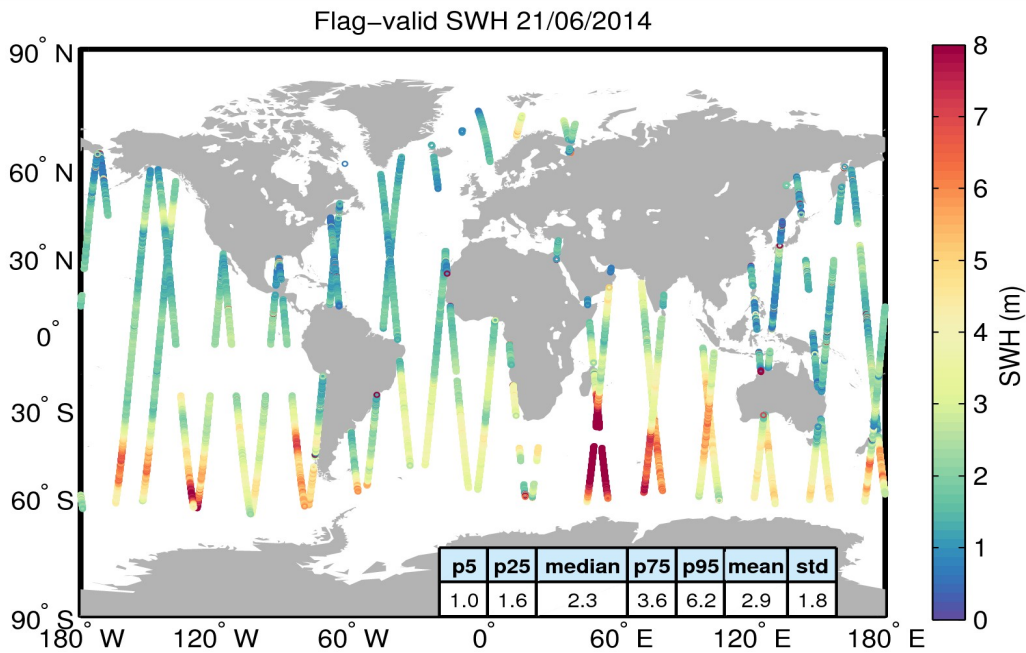 Flag−valid SWH 21/06/2014
90° N
60° N
30° N
0°
30° S
60° S
90° S
180° W
120° W
60° W
0°
60° E
120° E
180° E
p5 p25 median p75 p95 mean std
1.0 1.6 2.3 3.6 6.2 2.9 1.8
8
7
6
5
4
3
2
1
0
SWH (m)